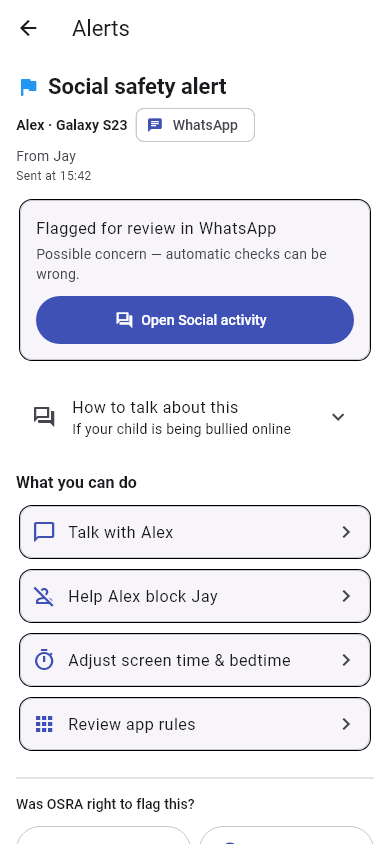 Alerts
Social safety alert
Alex · Galaxy S23 WhatsApp
From Jay
Sent at 15:42
Flagged for review in WhatsApp
Possible concern — automatic checks can be
wrong.
Open Social activity
How to talk about this
If your child is being bullied online
What you can do
Talk with Alex
Help Alex block Jay
Adjust screen time & bedtime
Review app rules
Was OSRA right to flag this?